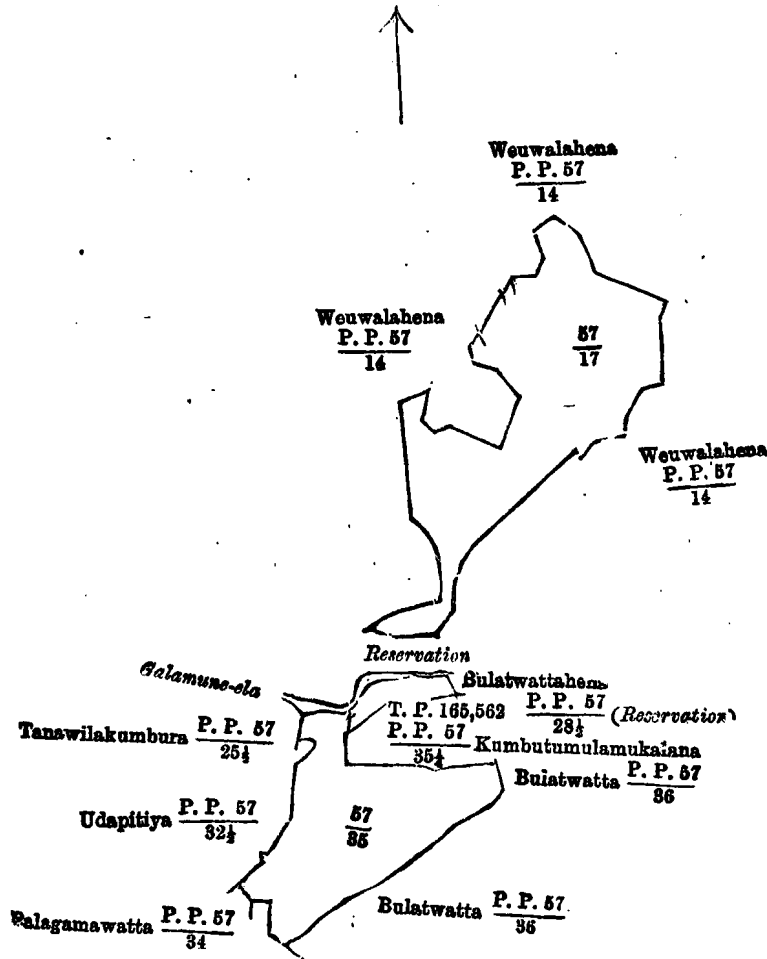 Weuwalahena
P. P. 57
14
Weuwalahena
P. P. 57
14
57
17
Weuwalahena
P. P. 57
14
Reservation
Galamune-ela
Bulatwattahena
T. P. 165,562 P. P. 57 (Reservation)
28½
Tanawilakumbura P. P. 57
25½
P. P. 57 Kumbutumulamukalana
35½
Bulatwatta P. P. 57
36
Udapitiya P. P. 57
32½
57
35
Palagamawatta P. P. 57
34
Bulatwatta P. P. 57
36